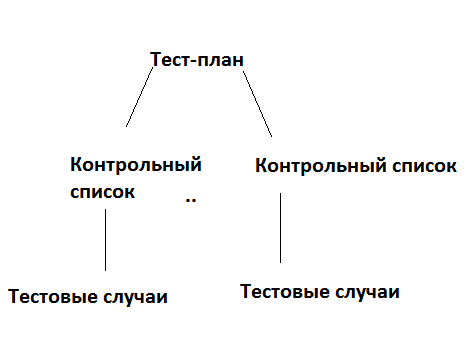 Тест-план
Контрольный
список
..
Контрольный список
Тестовые случаи
Тестовые случаи